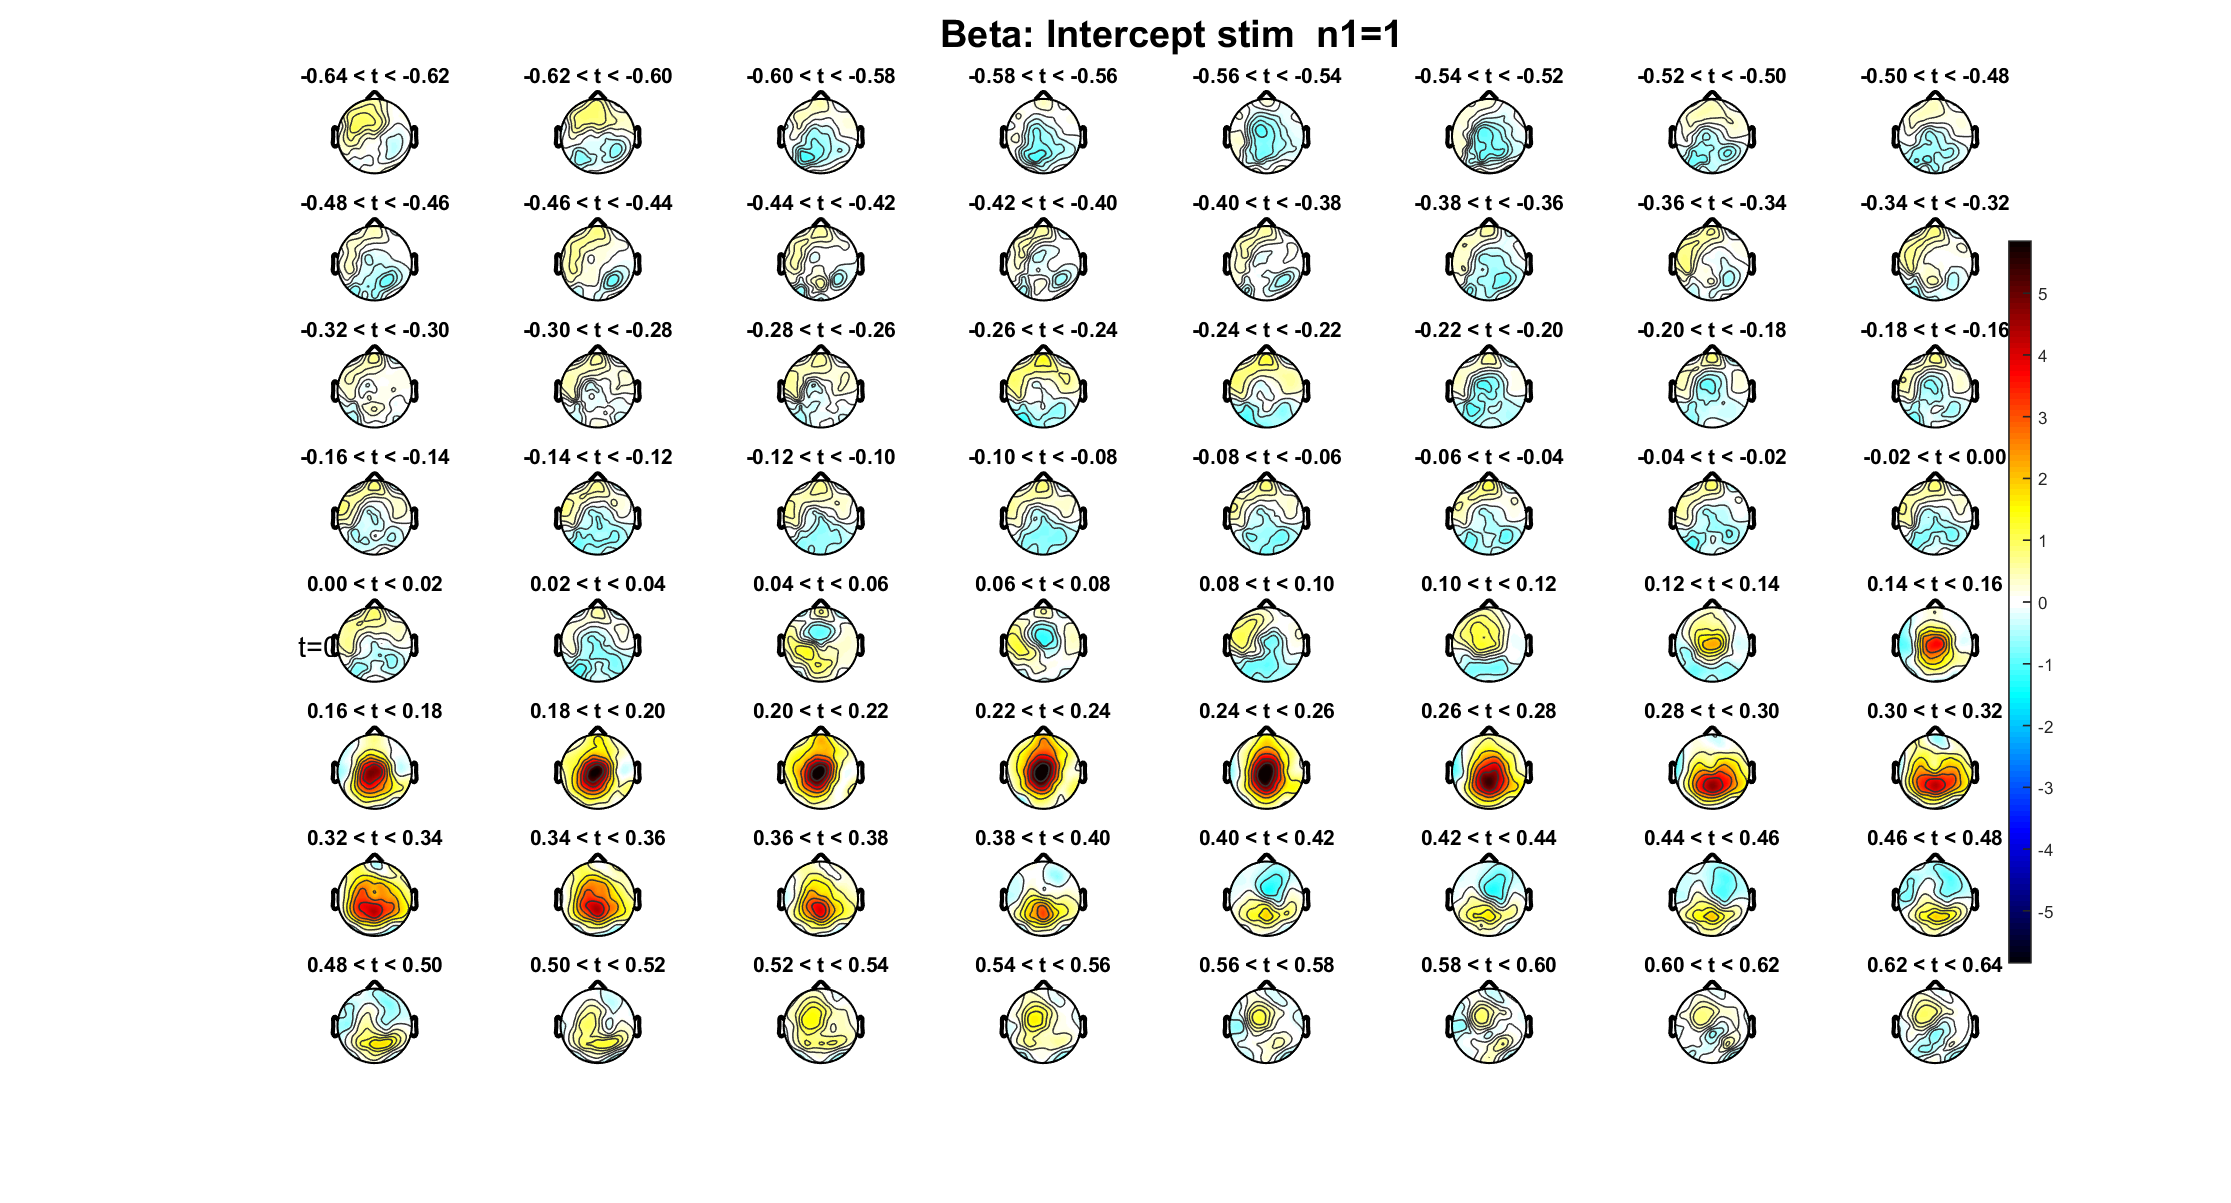 Beta: Intercept stim n1=1
-0.64 < t < -0.62 -0.62 < t < -0.60 -0.60 < t < -0.58 -0.58 < t < -0.56 -0.56 < t < -0.54 -0.54 < t < -0.52 -0.52 < t < -0.50 -0.50 < t < -0.48
-0.48 < t < -0.46 -0.46 < t < -0.44 -0.44 < t < -0.42 -0.42 < t < -0.40 -0.40 < t < -0.38 -0.38 < t < -0.36 -0.36 < t < -0.34 -0.34 < t < -0.32
-0.32 < t < -0.30 -0.30 < t < -0.28 -0.28 < t < -0.26 -0.26 < t < -0.24 -0.24 < t < -0.22 -0.22 < t < -0.20 -0.20 < t < -0.18 -0.18 < t < -0.16
-0.16 < t < -0.14 -0.14 < t < -0.12 -0.12 < t < -0.10 -0.10 < t < -0.08 -0.08 < t < -0.06 -0.06 < t < -0.04 -0.04 < t < -0.02 -0.02 < t < 0.00
0.00 < t < 0.02 0.02 < t < 0.04 0.04 < t < 0.06 0.06 < t < 0.08 0.08 < t < 0.10 0.10 < t < 0.12 0.12 < t < 0.14 0.14 < t < 0.16
t=0
0.16 < t < 0.18 0.18 < t < 0.20 0.20 < t < 0.22 0.22 < t < 0.24 0.24 < t < 0.26 0.26 < t < 0.28 0.28 < t < 0.30 0.30 < t < 0.32
0.32 < t < 0.34 0.34 < t < 0.36 0.36 < t < 0.38 0.38 < t < 0.40 0.40 < t < 0.42 0.42 < t < 0.44 0.44 < t < 0.46 0.46 < t < 0.48
0.48 < t < 0.50 0.50 < t < 0.52 0.52 < t < 0.54 0.54 < t < 0.56 0.56 < t < 0.58 0.58 < t < 0.60 0.60 < t < 0.62 0.62 < t < 0.64
5
4
3
2
1
0
-1
-2
-3
-4
-5